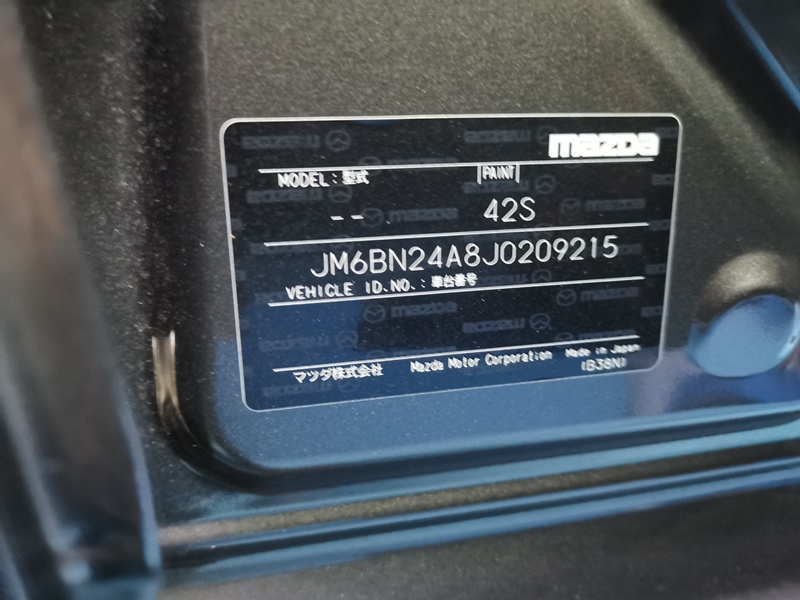 mazda
MODEL:型式 PAINT
-- 42S
JM6BN24A8J0209215
VEHICLE ID.NO.:車台番号
マツダ株式会社 Mazda Motor Corporation Made in Japan
(B38N)